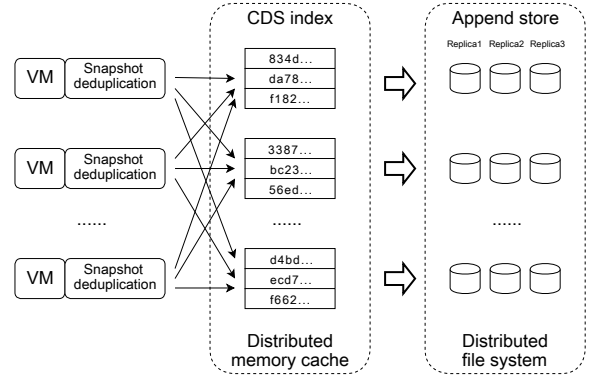 CDS index
Append store
Replica1 Replica2 Replica3
834d...
da78...
f182...
VM
Snapshot
deduplication
3387...
bc23...
56ed...
VM
Snapshot
deduplication
......
......
......
d4bd...
ecd7...
f662...
VM
Snapshot
deduplication
Distributed
memory cache
Distributed
file system